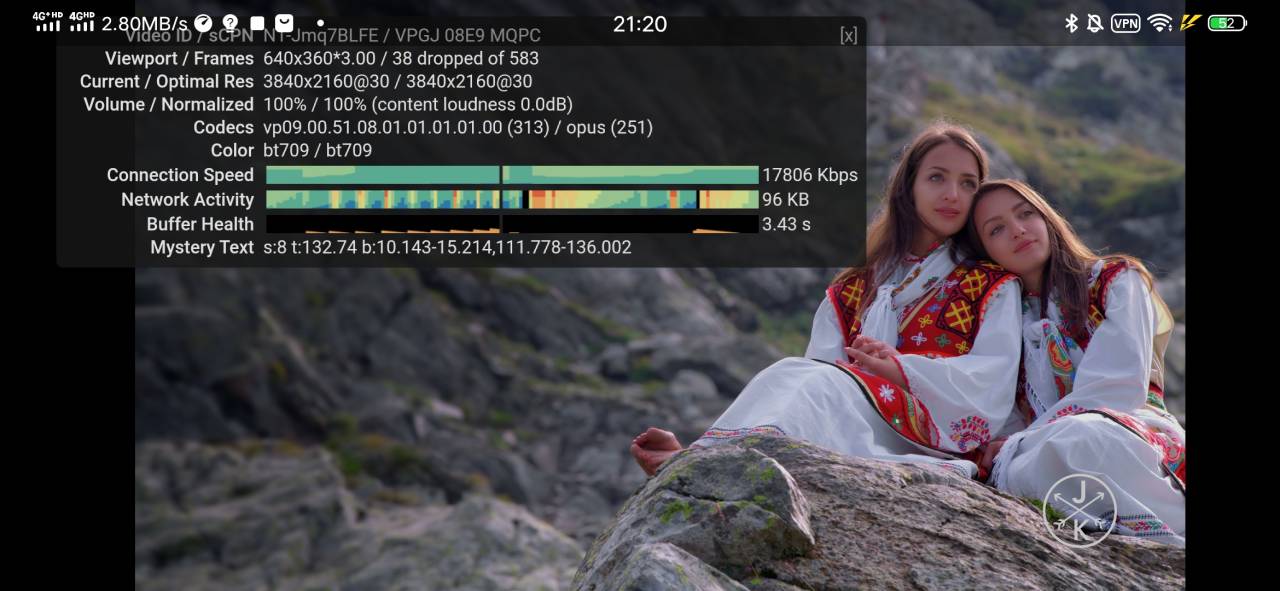 4G+HD 4GHD 2.80MB/s 21:20 VPN 52
Video ID / sCPN N1-Jmq7BLFE / VPGJ 08E9 MQPC [x]
Viewport / Frames 640x360*3.00 / 38 dropped of 583
Current / Optimal Res 3840x2160@30 / 3840x2160@30
Volume / Normalized 100% / 100% (content loudness 0.0dB)
Codecs vp09.00.51.08.01.01.01.01.00 (313) / opus (251)
Color bt709 / bt709
Connection Speed 17806 Kbps
Network Activity 96 KB
Buffer Health 3.43 s
Mystery Text s:8 t:132.74 b:10.143-15.214,111.778-136.002
J
K